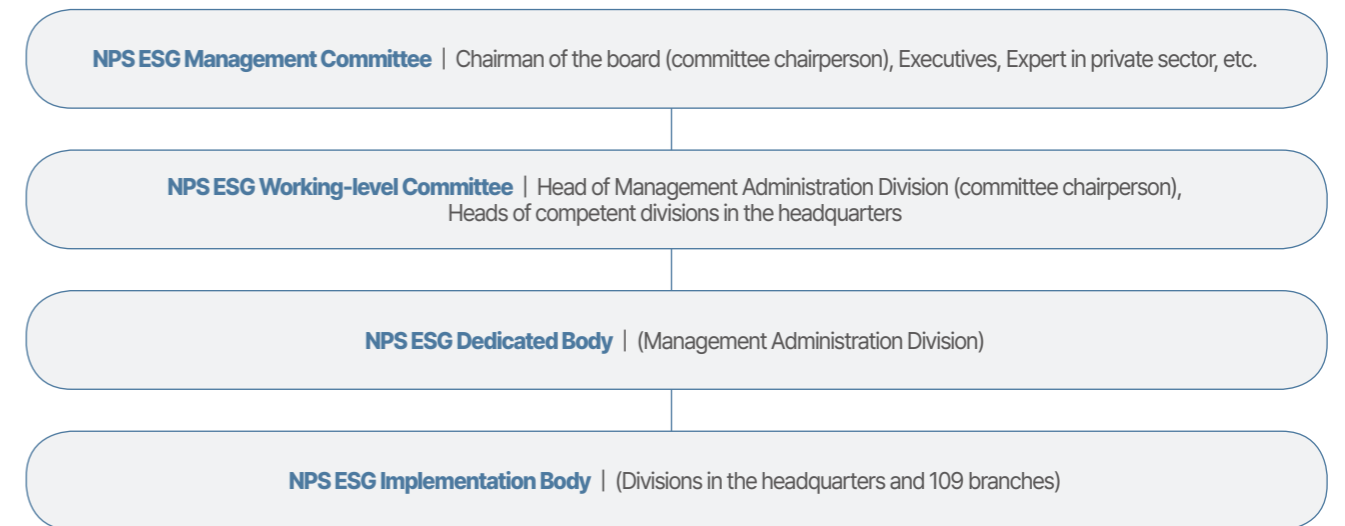 NPS ESG Management Committee | Chairman of the board (committee chairperson), Executives, Expert in private sector, etc.
NPS ESG Working-level Committee | Head of Management Administration Division (committee chairperson),
Heads of competent divisions in the headquarters
NPS ESG Dedicated Body | (Management Administration Division)
NPS ESG Implementation Body | (Divisions in the headquarters and 109 branches)